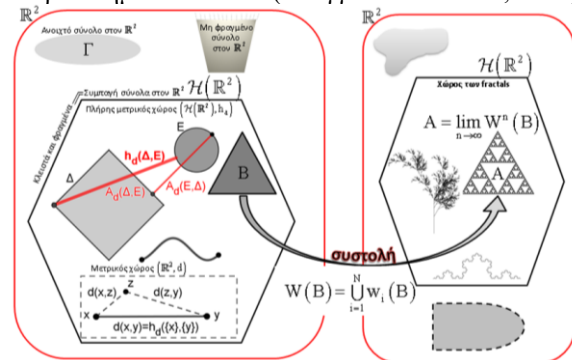 ℝ²
Ανοιχτό σύνολο στον ℝ²
Γ
Μη φραγμένο
σύνολο
στον ℝ²
Κλειστά και φραγμένα
Συμπαγή σύνολα στον ℝ² ℋ(ℝ²)
Πλήρης μετρικός χώρος (ℋ(ℝ²),h_d)
E
Δ
h_d(Δ,E)
A_d(Δ,E)
A_d(E,Δ)
B
Μετρικός χώρος (ℝ²,d)
z
d(x,z)
d(z,y)
x
y
d(x,y)=h_d({x},{y})
συστολή
W(B)=⋃_{i=1}^{N} w_i(B)
ℝ²
ℋ(ℝ²)
Χώρος των fractals
A = lim_{n→∞} Wⁿ(B)
A